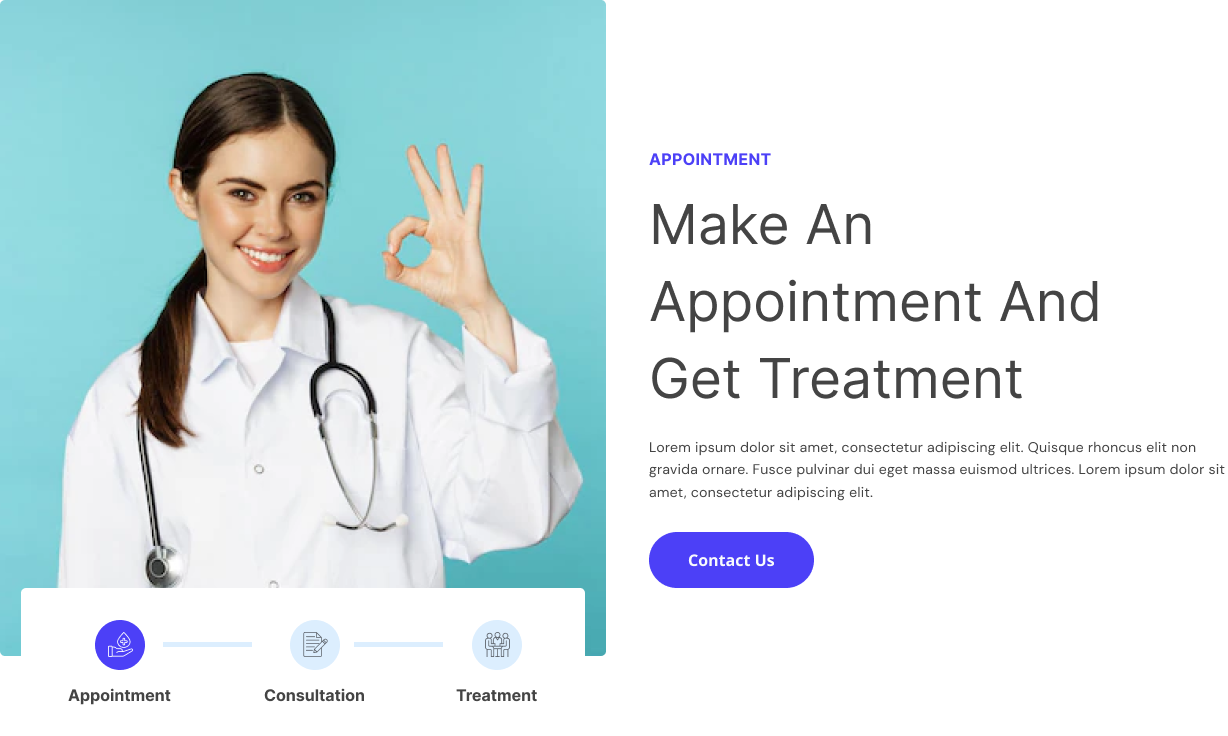 APPOINTMENT
Make An
Appointment And
Get Treatment
Lorem ipsum dolor sit amet, consectetur adipiscing elit. Quisque rhoncus elit non
gravida ornare. Fusce pulvinar dui eget massa euismod ultrices. Lorem ipsum dolor sit
amet, consectetur adipiscing elit.
Contact Us
Appointment
Consultation
Treatment